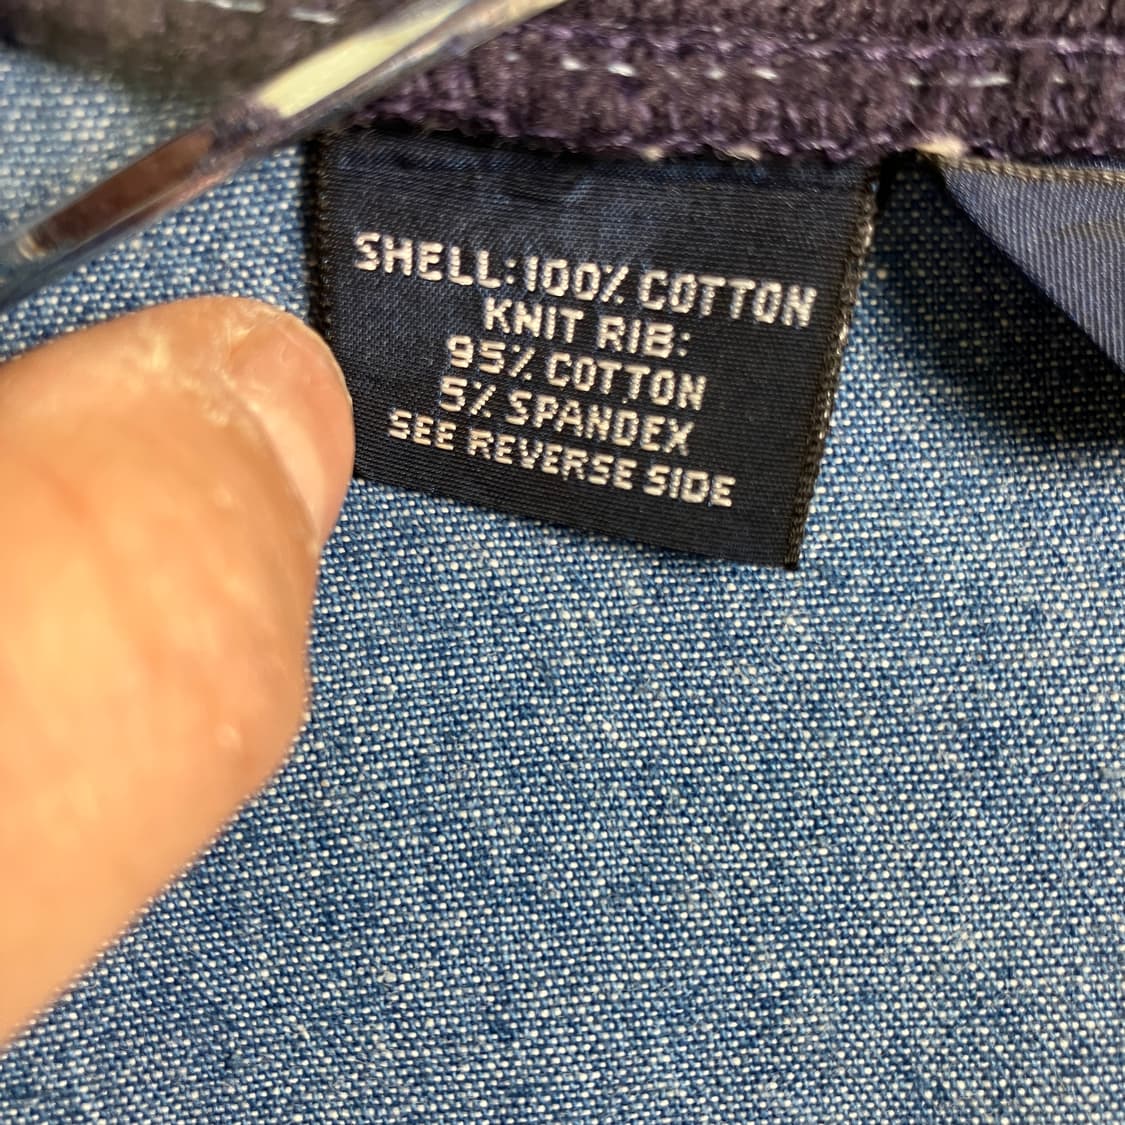 SHELL:100% COTTON
KNIT RIB:
95% COTTON
5% SPANDEX
SEE REVERSE SIDE